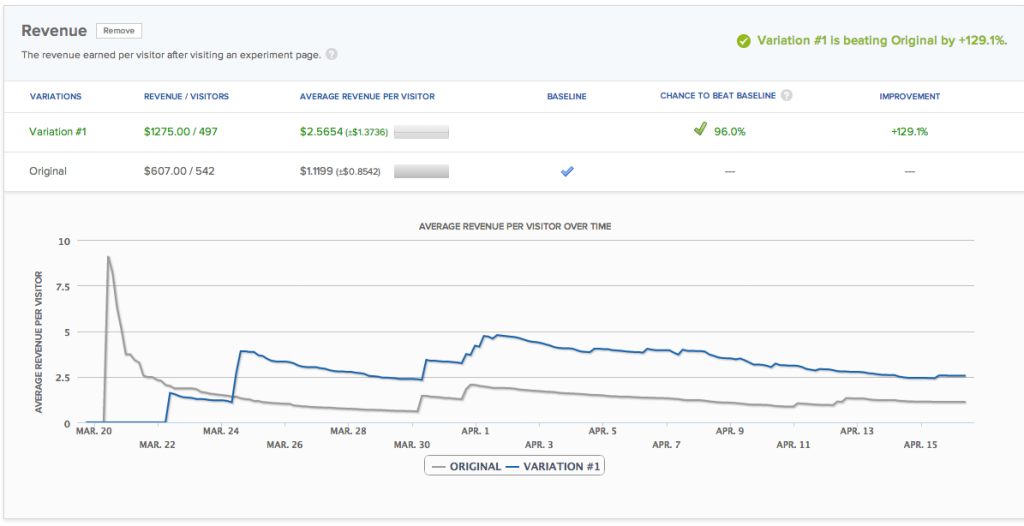 Revenue Remove
The revenue earned per visitor after visiting an experiment page. ?
Variation #1 is beating Original by +129.1%.
VARIATIONS REVENUE / VISITORS AVERAGE REVENUE PER VISITOR BASELINE CHANCE TO BEAT BASELINE ? IMPROVEMENT
Variation #1 $1275.00 / 497 $2.5654 (±$1.3736) 96.0% +129.1%
Original $607.00 / 542 $1.1199 (±$0.8542) --- ---
AVERAGE REVENUE PER VISITOR OVER TIME
AVERAGE REVENUE PER VISITOR
10
7.5
5
2.5
0
MAR. 20 MAR. 24 MAR. 28 APR. 1 APR. 5 APR. 9 APR. 13
MAR. 22 MAR. 26 MAR. 30 APR. 3 APR. 7 APR. 11 APR. 15
ORIGINAL VARIATION #1